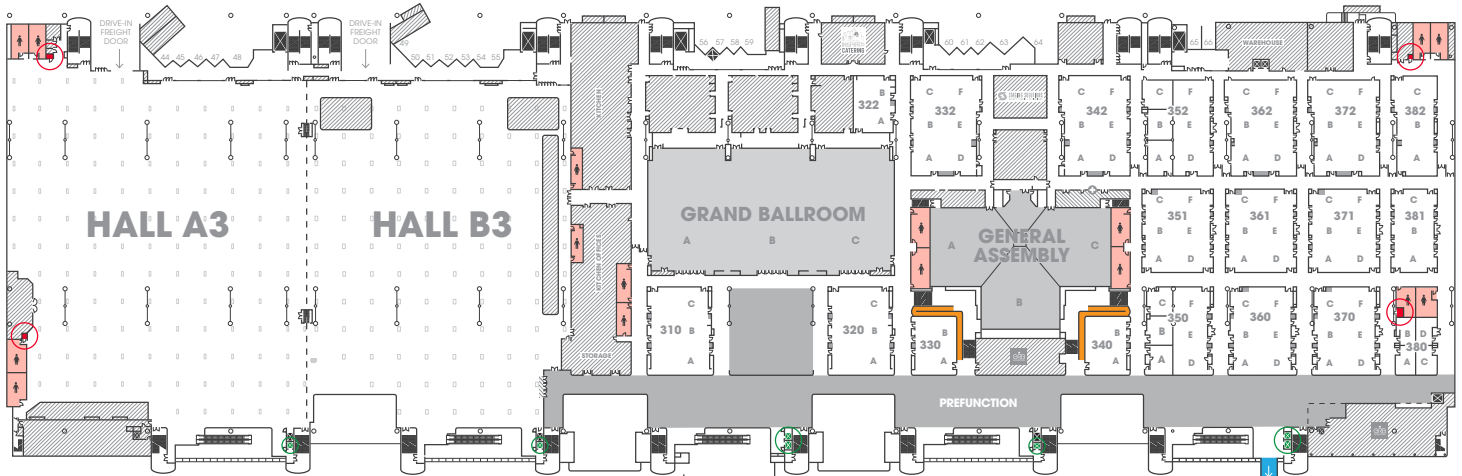 DRIVE-IN
FREIGHT
DOOR
44 45 46 47 48
DRIVE-IN
FREIGHT
DOOR
49
50 51 52 53 54 55
56 57 58 59
CATERING
60 61 62 63 64
65 66
WAREHOUSE
KITCHEN
322
B
A
332
C F
B E
A D
342
C F
B E
A D
352
C F
B E
A D
362
C F
B E
A D
372
C F
B E
A D
382
C
B
A
HALL A3
HALL B3
GRAND BALLROOM
A B C
GENERAL
ASSEMBLY
A
C
B
351
C F
B E
A D
361
C F
B E
A D
371
C F
B E
A D
381
C
B
A
KITCHEN OFFICES
STORAGE
310
C
B
A
320
C
B
A
330
B
A
340
B
A
350
C F
B E
A D
360
C F
B E
A D
370
C F
B E
A D
380
B D
A C
PREFUNCTION